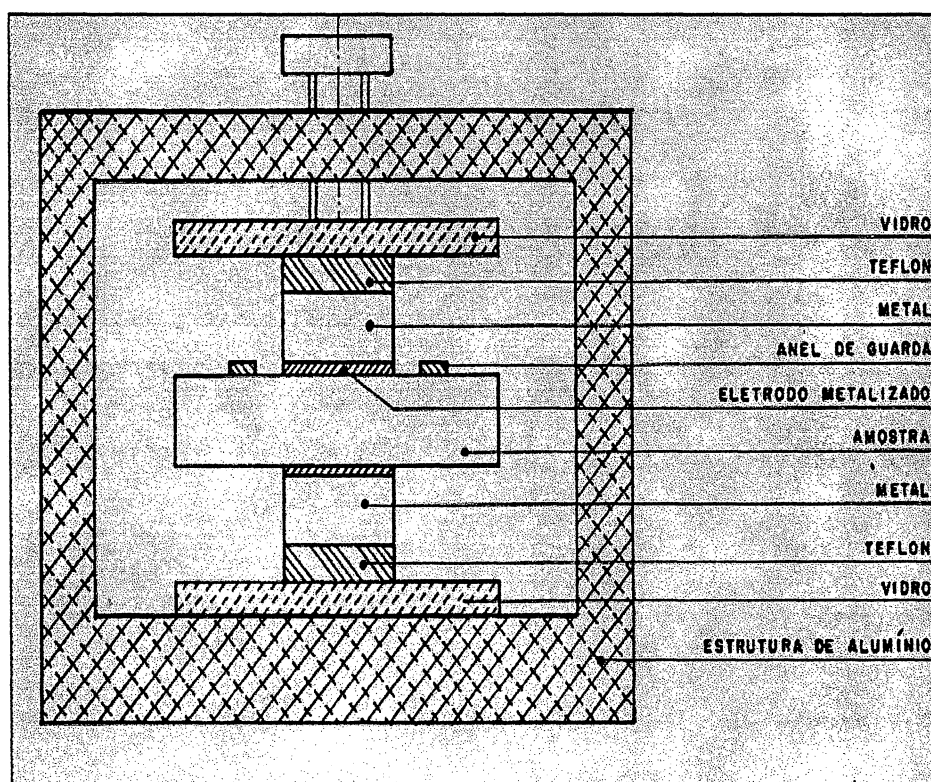 VIDRO
TEFLON
METAL
ANEL DE GUARDA
ELETRODO METALIZADO
AMOSTRA
METAL
TEFLON
VIDRO
ESTRUTURA DE ALUMÍNIO